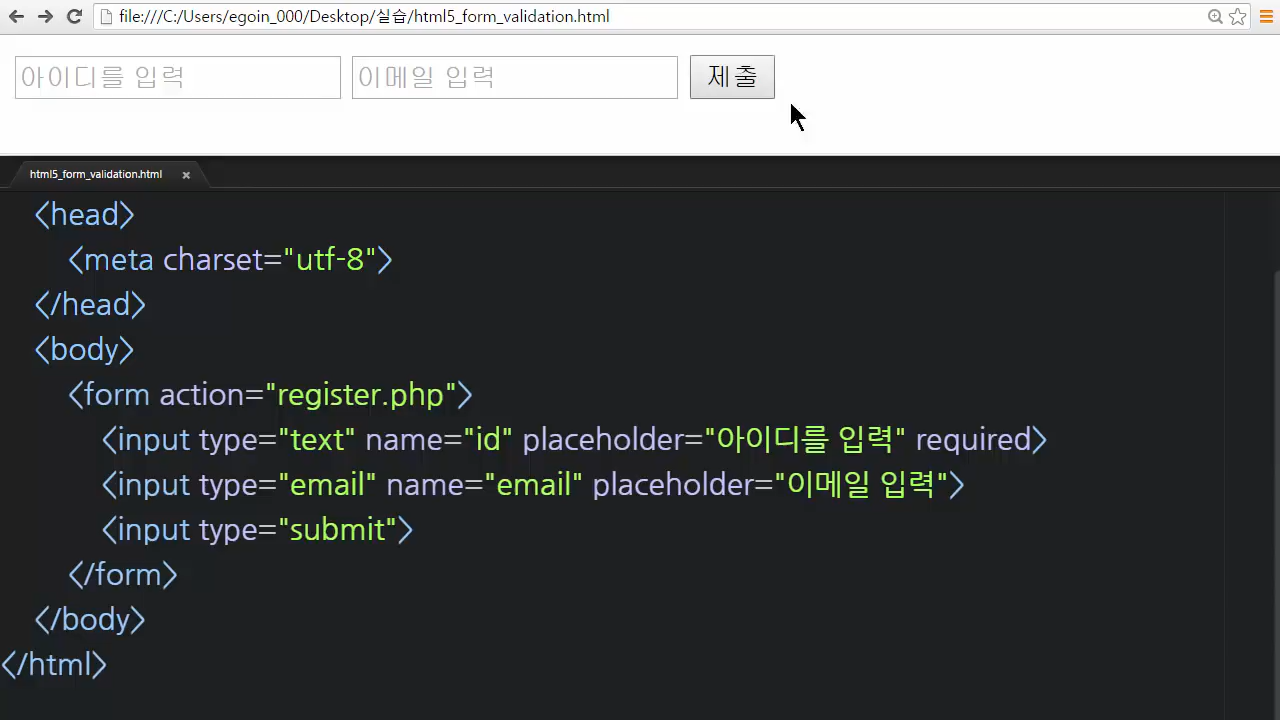 file:///C:/Users/egoin_000/Desktop/실습/html5_form_validation.html
아이디를 입력 이메일 입력 제출
html5_form_validation.html ×
<head>
<meta charset="utf-8">
</head>
<body>
<form action="register.php">
<input type="text" name="id" placeholder="아이디를 입력" required>
<input type="email" name="email" placeholder="이메일 입력">
<input type="submit">
</form>
</body>
</html>